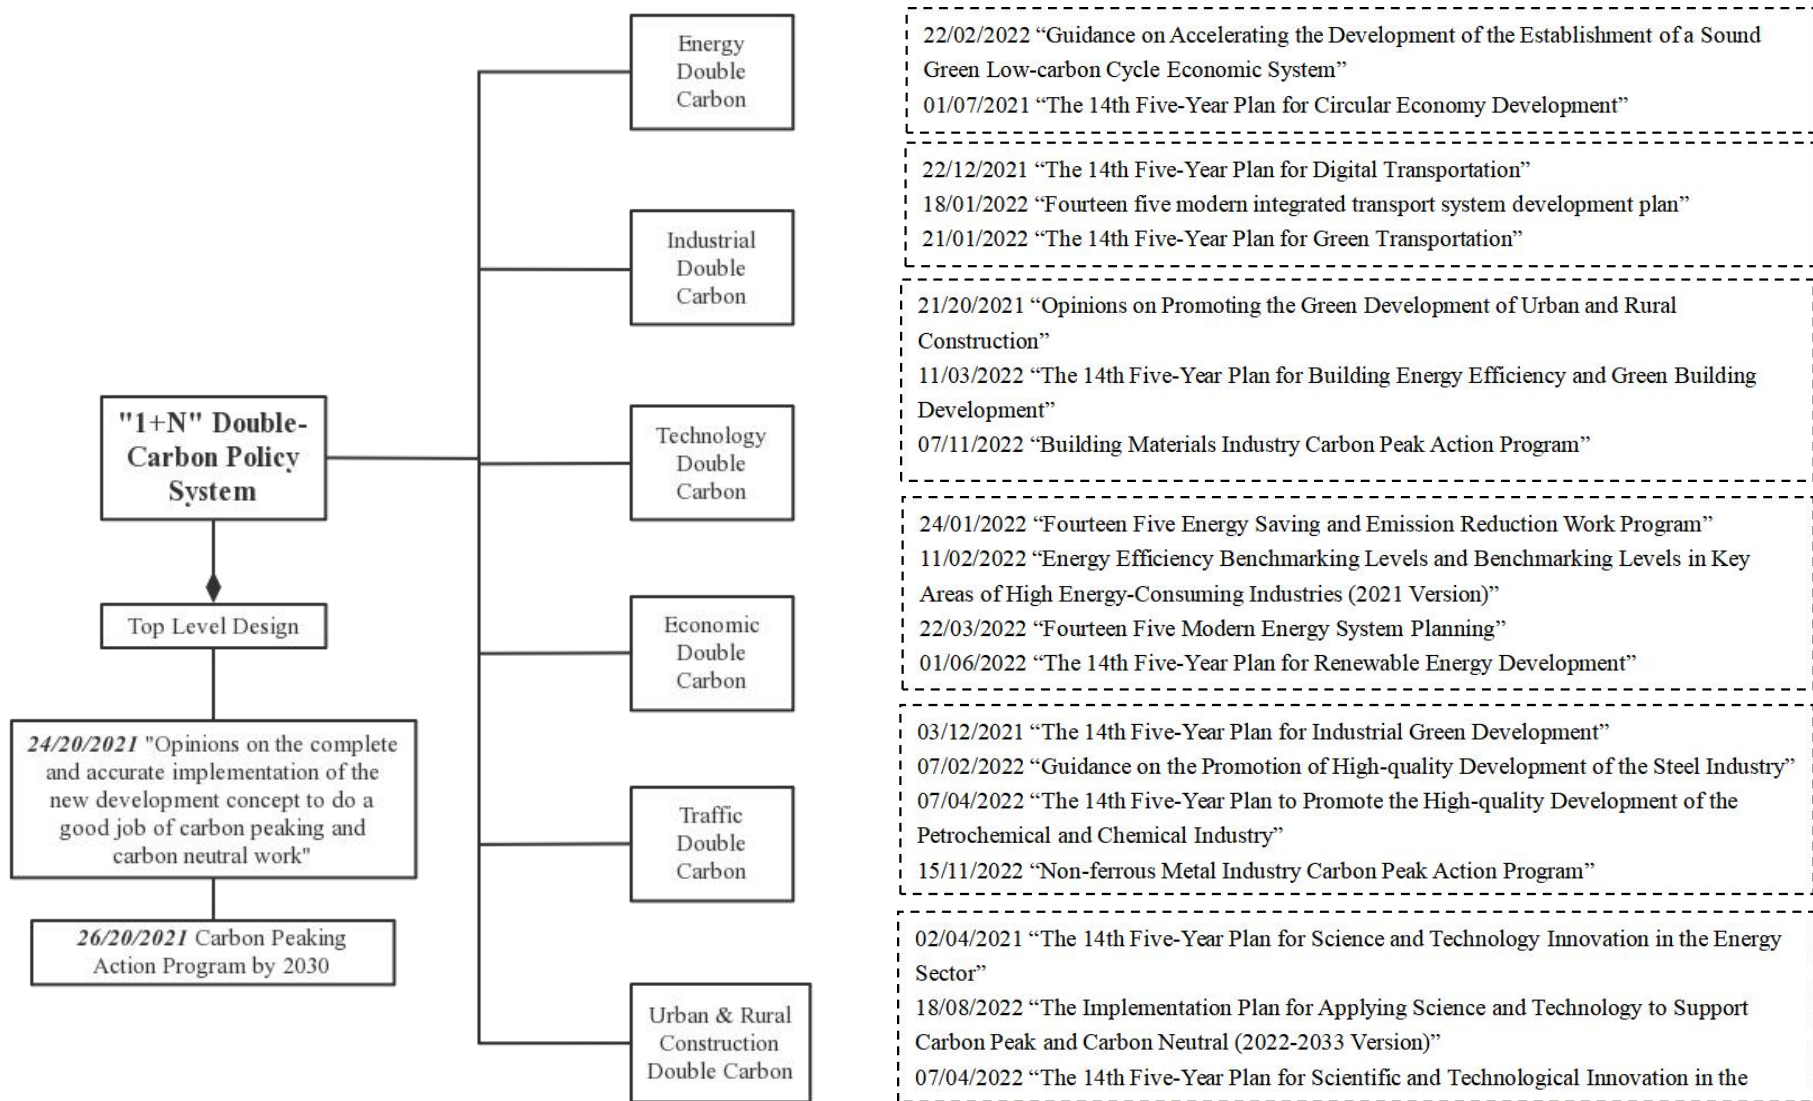 Energy
Double
Carbon
Industrial
Double
Carbon
Technology
Double
Carbon
Economic
Double
Carbon
Traffic
Double
Carbon
Urban & Rural
Construction
Double Carbon
"1+N" Double-
Carbon Policy
System
Top Level Design
24/20/2021 "Opinions on the complete
and accurate implementation of the
new development concept to do a
good job of carbon peaking and
carbon neutral work"
26/20/2021 Carbon Peaking
Action Program by 2030
22/02/2022 “Guidance on Accelerating the Development of the Establishment of a Sound
Green Low-carbon Cycle Economic System”
01/07/2021 “The 14th Five-Year Plan for Circular Economy Development”
22/12/2021 “The 14th Five-Year Plan for Digital Transportation”
18/01/2022 “Fourteen five modern integrated transport system development plan”
21/01/2022 “The 14th Five-Year Plan for Green Transportation”
21/20/2021 “Opinions on Promoting the Green Development of Urban and Rural
Construction”
11/03/2022 “The 14th Five-Year Plan for Building Energy Efficiency and Green Building
Development”
07/11/2022 “Building Materials Industry Carbon Peak Action Program”
24/01/2022 “Fourteen Five Energy Saving and Emission Reduction Work Program”
11/02/2022 “Energy Efficiency Benchmarking Levels and Benchmarking Levels in Key
Areas of High Energy-Consuming Industries (2021 Version)”
22/03/2022 “Fourteen Five Modern Energy System Planning”
01/06/2022 “The 14th Five-Year Plan for Renewable Energy Development”
03/12/2021 “The 14th Five-Year Plan for Industrial Green Development”
07/02/2022 “Guidance on the Promotion of High-quality Development of the Steel Industry”
07/04/2022 “The 14th Five-Year Plan to Promote the High-quality Development of the
Petrochemical and Chemical Industry”
15/11/2022 “Non-ferrous Metal Industry Carbon Peak Action Program”
02/04/2021 “The 14th Five-Year Plan for Science and Technology Innovation in the Energy
Sector”
18/08/2022 “The Implementation Plan for Applying Science and Technology to Support
Carbon Peak and Carbon Neutral (2022-2033 Version)”
07/04/2022 “The 14th Five-Year Plan for Scientific and Technological Innovation in the